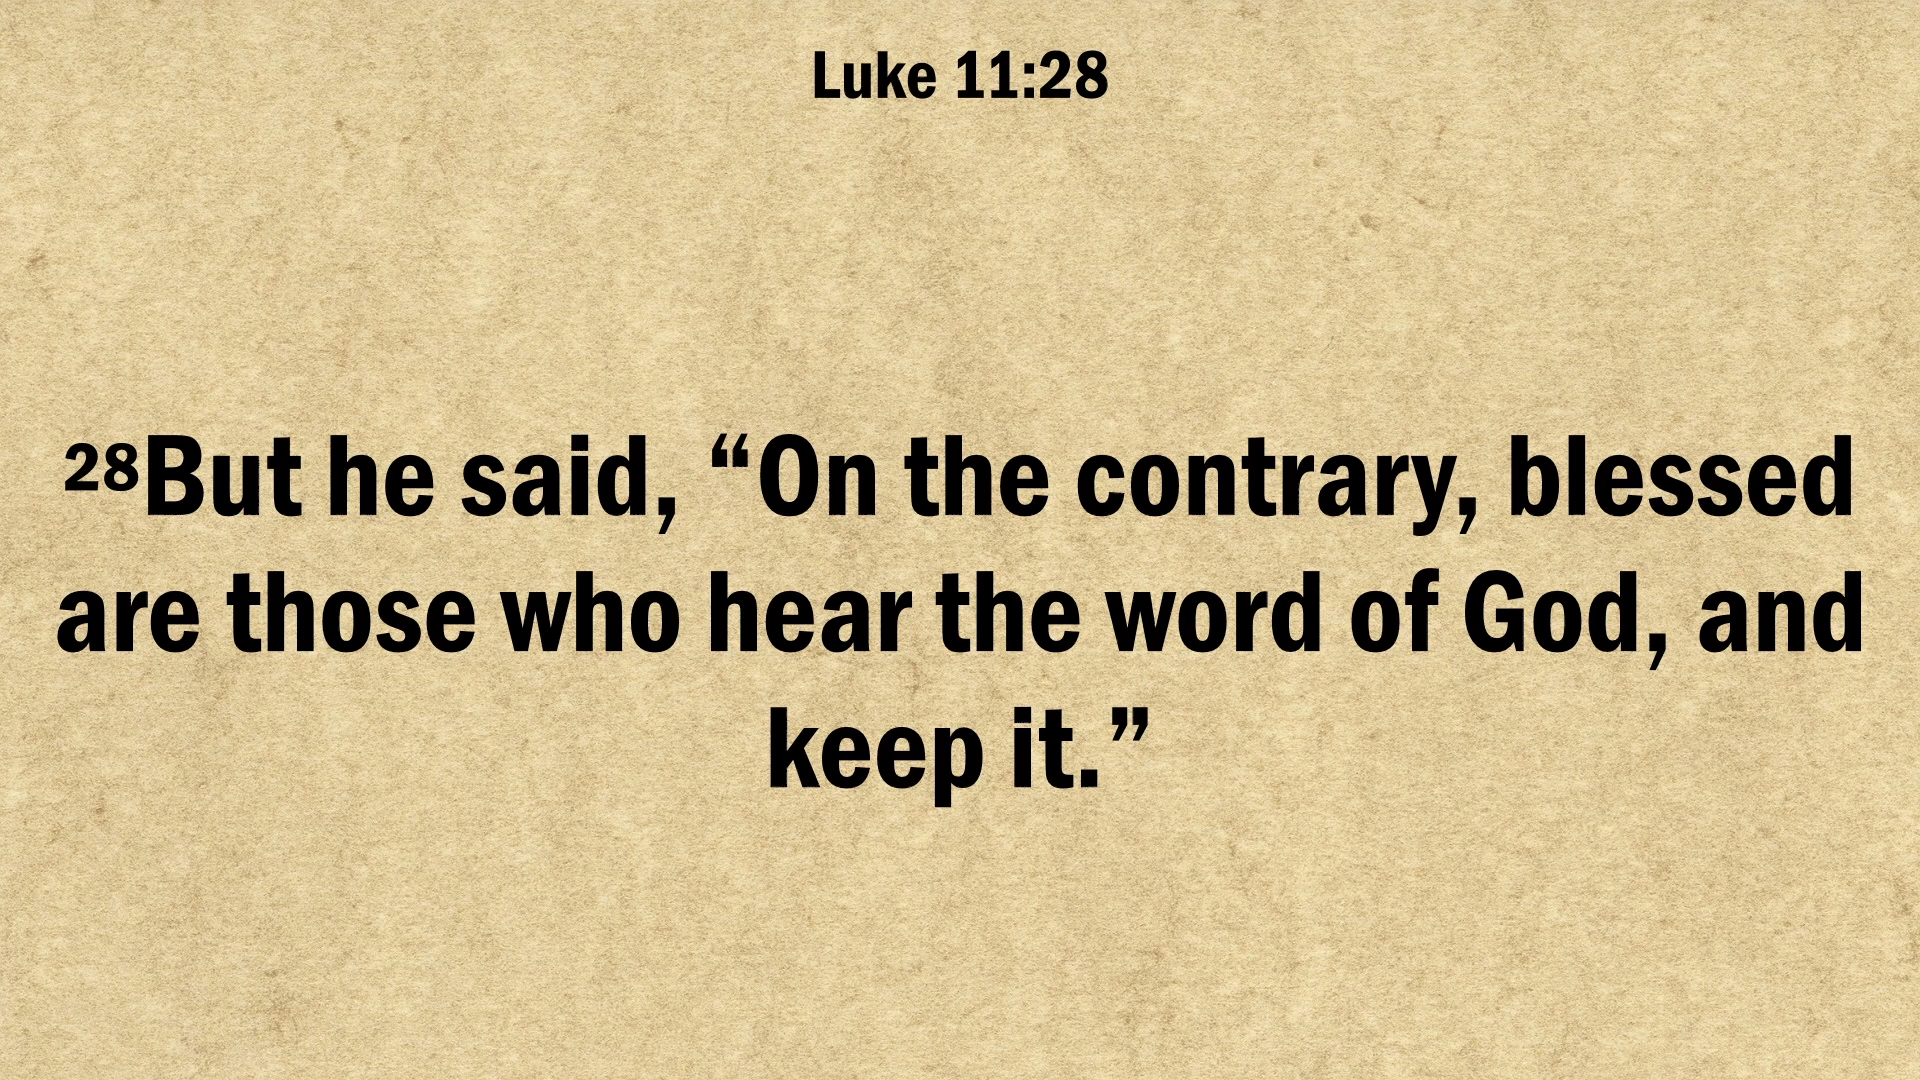 Luke 11:28
²⁸But he said, “On the contrary, blessed
are those who hear the word of God, and
keep it.”